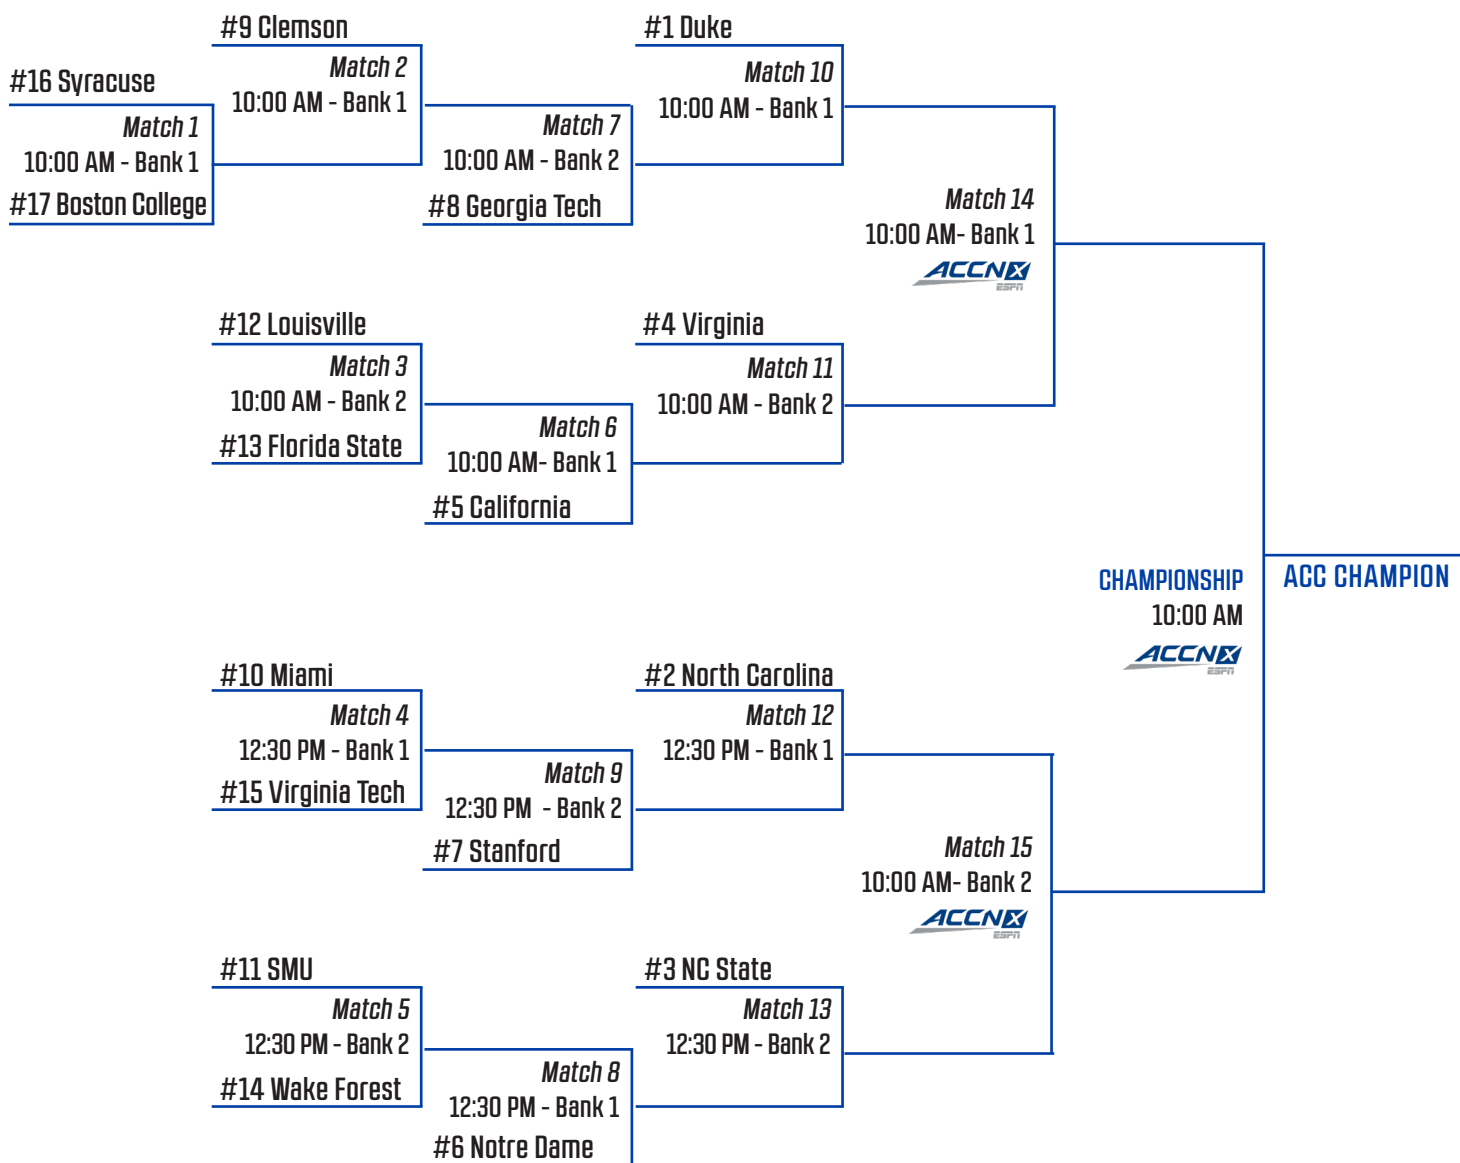 #9 Clemson
#1 Duke
#16 Syracuse
Match 2
10:00 AM - Bank 1
Match 10
10:00 AM - Bank 1
Match 1
10:00 AM - Bank 1
#17 Boston College
Match 7
10:00 AM - Bank 2
#8 Georgia Tech
Match 14
10:00 AM- Bank 1
ACCNX
ESPN
#12 Louisville
#4 Virginia
Match 3
10:00 AM - Bank 2
#13 Florida State
Match 11
10:00 AM - Bank 2
Match 6
10:00 AM- Bank 1
#5 California
CHAMPIONSHIP
10:00 AM
ACCNX
ESPN
ACC CHAMPION
#10 Miami
#2 North Carolina
Match 4
12:30 PM - Bank 1
#15 Virginia Tech
Match 12
12:30 PM - Bank 1
Match 9
12:30 PM  - Bank 2
#7 Stanford
Match 15
10:00 AM- Bank 2
ACCNX
ESPN
#11 SMU
#3 NC State
Match 5
12:30 PM - Bank 2
#14 Wake Forest
Match 13
12:30 PM - Bank 2
Match 8
12:30 PM - Bank 1
#6 Notre Dame